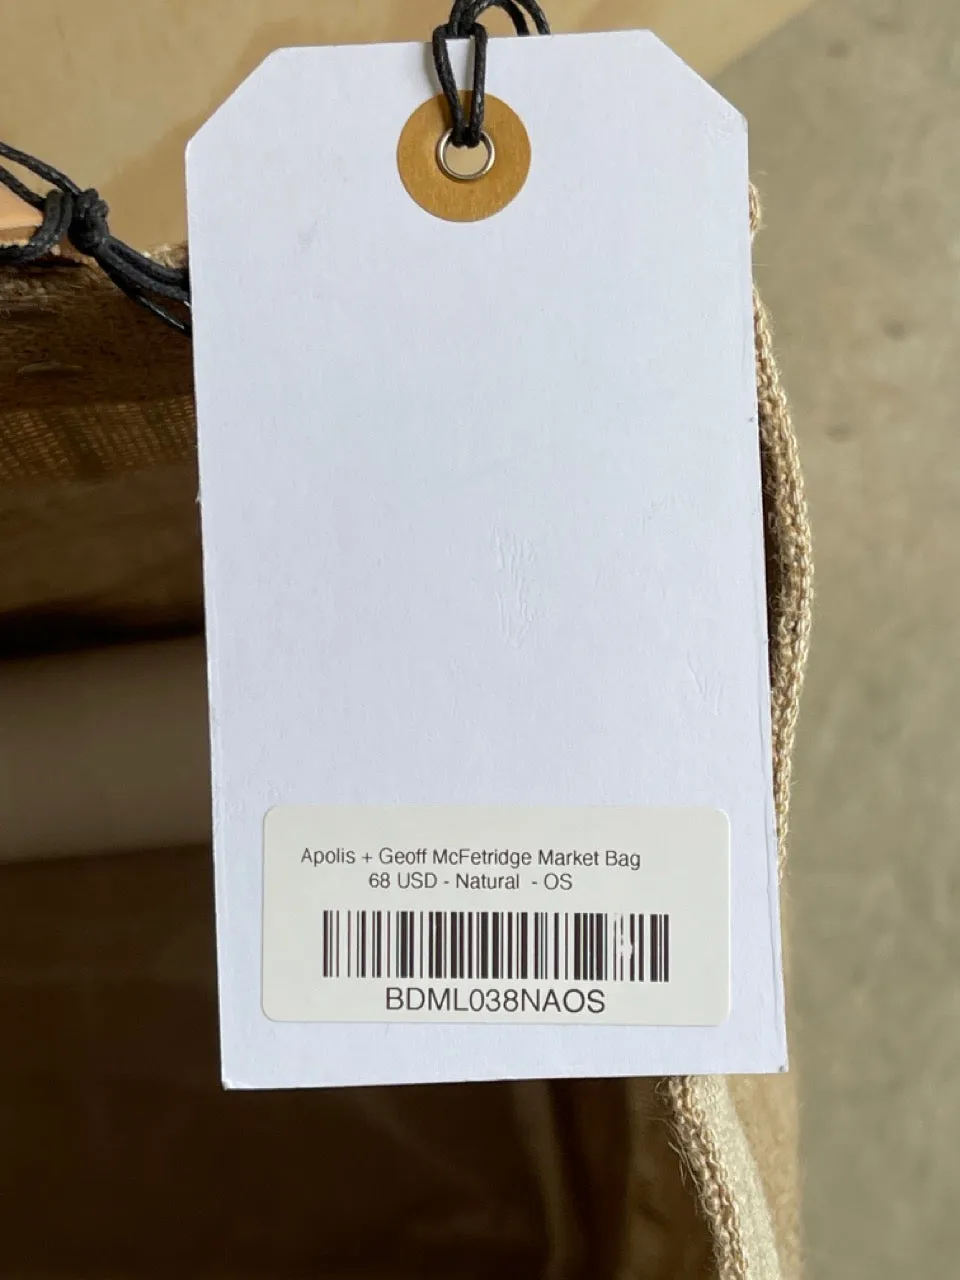 Apolis + Geoff McFetridge Market Bag
68 USD - Natural - OS
BDML038NAOS